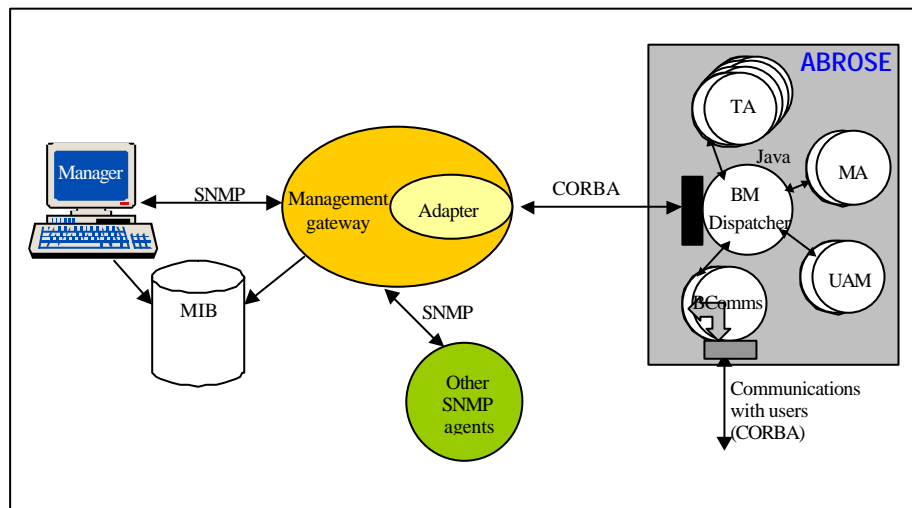 ABROSE
TA
Java
MA
Manager
SNMP
Management
gateway
Adapter
CORBA
BM
Dispatcher
UAM
MIB
SNMP
BComms
Other
SNMP
agents
Communications
with users
(CORBA)